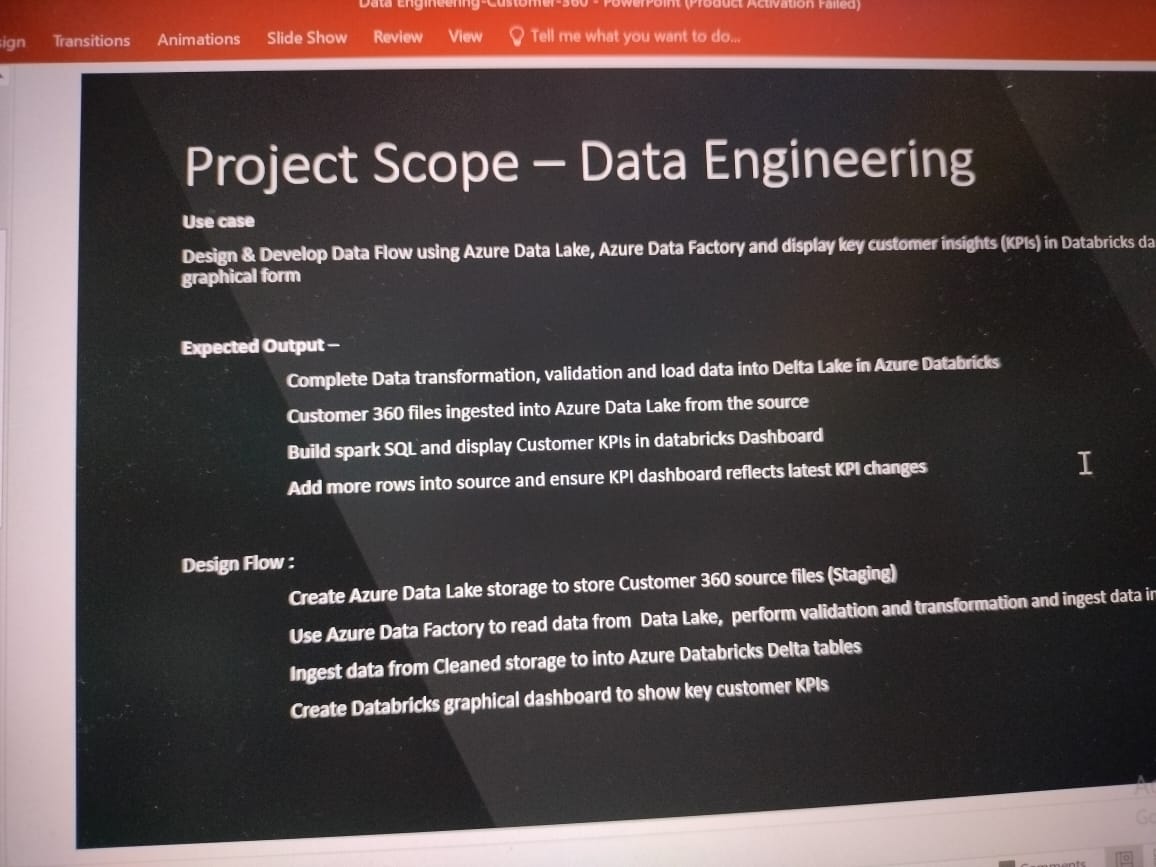 Data Engineering-Customer-360 - PowerPoint (Product Activation Failed)
sign Transitions Animations Slide Show Review View Tell me what you want to do...
Project Scope – Data Engineering
Use case
Design & Develop Data Flow using Azure Data Lake, Azure Data Factory and display key customer insights (KPIs) in Databricks da
graphical form
Expected Output –
Complete Data transformation, validation and load data into Delta Lake in Azure Databricks
Customer 360 files ingested into Azure Data Lake from the source
Build spark SQL and display Customer KPIs in databricks Dashboard
Add more rows into source and ensure KPI dashboard reflects latest KPI changes
Design Flow :
Create Azure Data Lake storage to store Customer 360 source files (Staging)
Use Azure Data Factory to read data from Data Lake, perform validation and transformation and ingest data in
Ingest data from Cleaned storage to into Azure Databricks Delta tables
Create Databricks graphical dashboard to show key customer KPIs
Comments